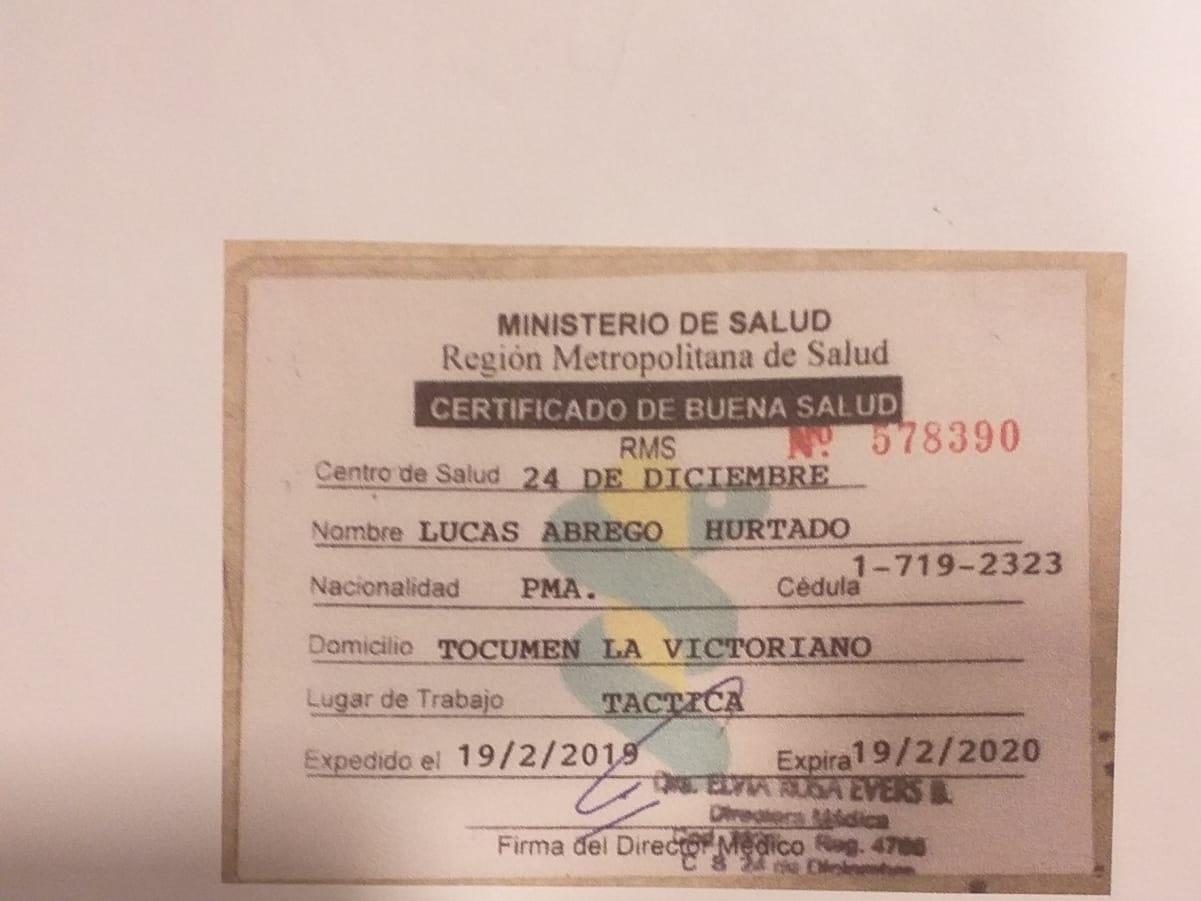 MINISTERIO DE SALUD
Región Metropolitana de Salud
CERTIFICADO DE BUENA SALUD
RMS Nº. 578390
Centro de Salud 24 DE DICIEMBRE
Nombre LUCAS ABREGO HURTADO
Nacionalidad PMA. Cédula 1-719-2323
Domicilio TOCUMEN LA VICTORIANO
Lugar de Trabajo TACTICA
Expedido el 19/2/2019 Expira 19/2/2020
Dra. ELVIA ROSA EVERS B.
Directora Médica
Firma del Director Médico Reg. 4786
C S 24 de Diciembre